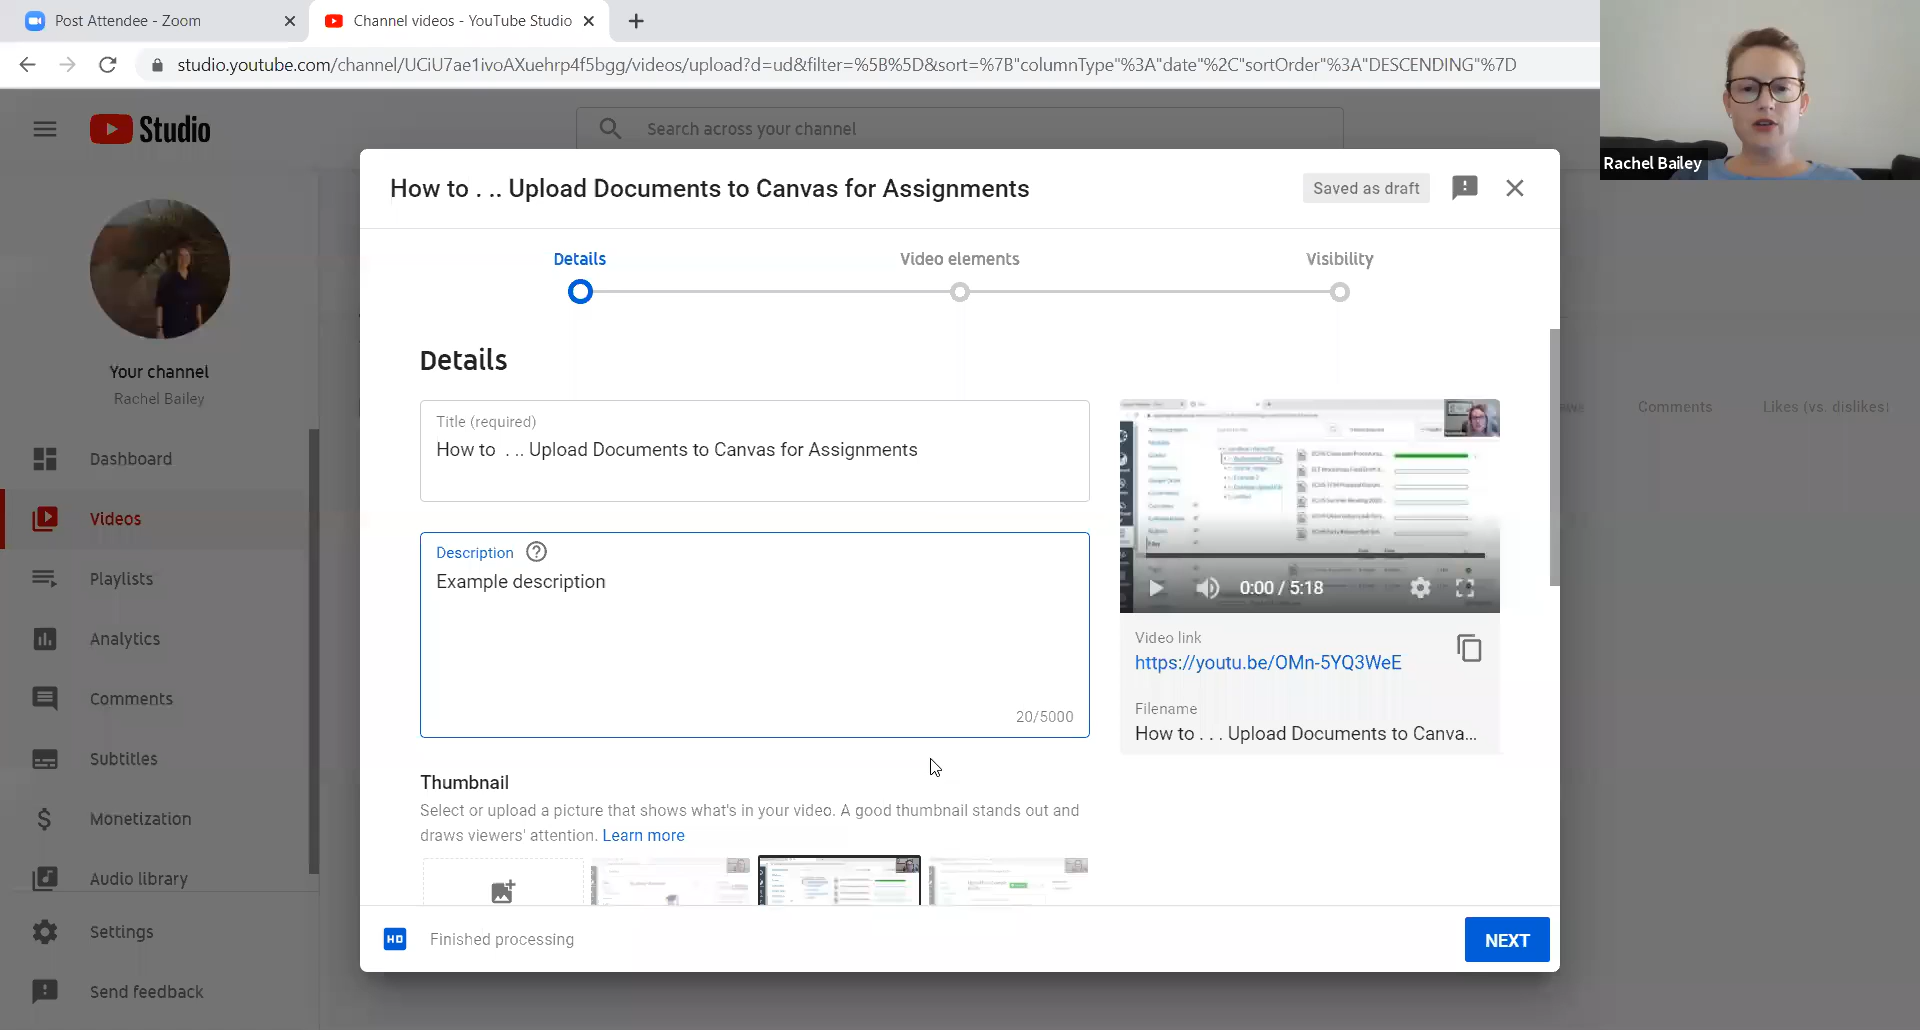 Post Attendee - Zoom
Channel videos - YouTube Studio
studio.youtube.com/channel/UCiU7ae1ivoAXuehrp4f5bgg/videos/upload?d=ud&filter=%5B%5D&sort=%7B"columnType"%3A"date"%2C"sortOrder"%3A"DESCENDING"%7D
Rachel Bailey
Studio
Search across your channel
How to . .. Upload Documents to Canvas for Assignments
Saved as draft
Details
Video elements
Visibility
Your channel
Rachel Bailey
Dashboard
Videos
Playlists
Analytics
Comments
Subtitles
Monetization
Audio library
Settings
Send feedback
Details
Title (required)
How to . .. Upload Documents to Canvas for Assignments
Description
Example description
20/5000
Thumbnail
Select or upload a picture that shows what's in your video. A good thumbnail stands out and
draws viewers' attention. Learn more
0:00 / 5:18
Video link
https://youtu.be/OMn-5YQ3WeE
Filename
How to . . . Upload Documents to Canva...
Comments
Likes (vs. dislikes)
HD
Finished processing
NEXT